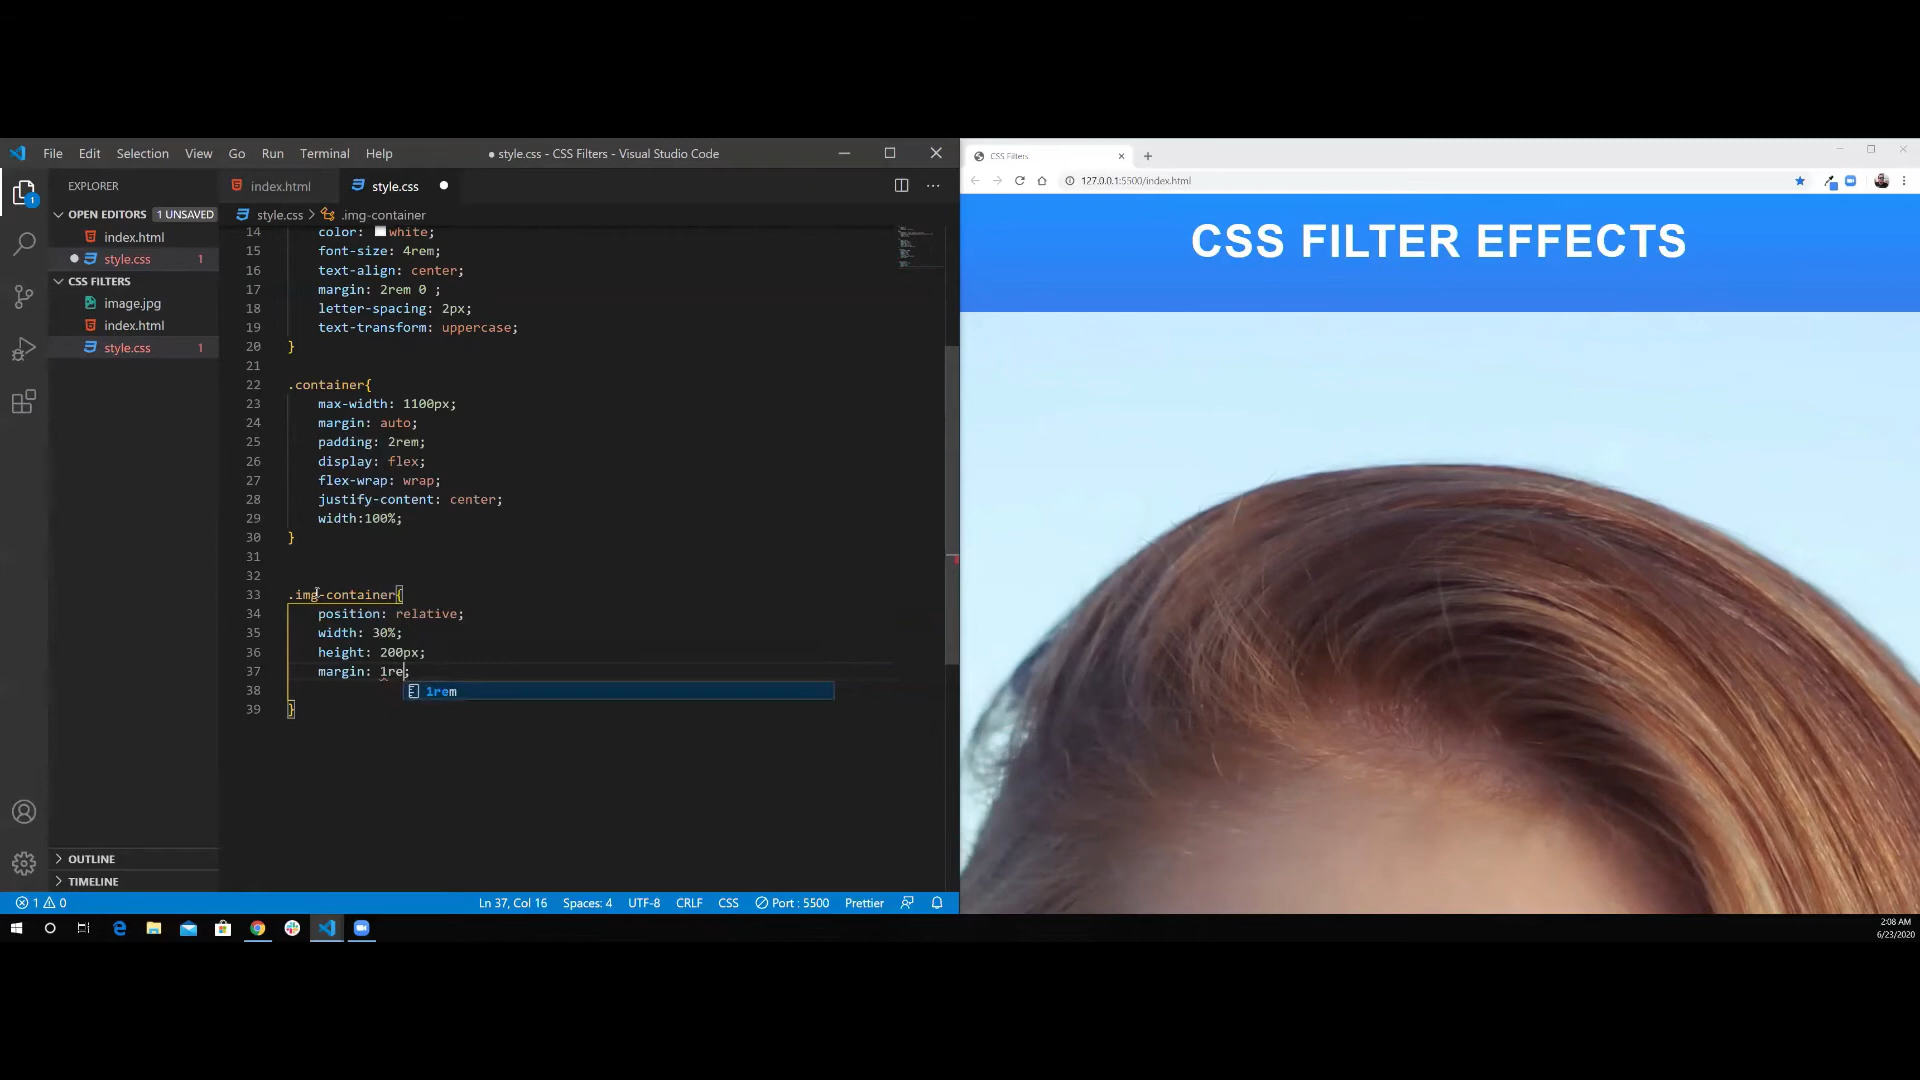 File Edit Selection View Go Run Terminal Help
● style.css - CSS Filters - Visual Studio Code
EXPLORER
OPEN EDITORS 1 UNSAVED
index.html
style.css 1
CSS FILTERS
image.jpg
index.html
style.css 1
OUTLINE
TIMELINE
index.html style.css
style.css > .img-container
14 color: white;
15 font-size: 4rem;
16 text-align: center;
17 margin: 2rem 0 ;
18 letter-spacing: 2px;
19 text-transform: uppercase;
20 }
21
22 .container{
23 max-width: 1100px;
24 margin: auto;
25 padding: 2rem;
26 display: flex;
27 flex-wrap: wrap;
28 justify-content: center;
29 width:100%;
30 }
31
32
33 .img-container{
34 position: relative;
35 width: 30%;
36 height: 200px;
37 margin: 1re;
1rem
38
39 }
1 0 Ln 37, Col 16 Spaces: 4 UTF-8 CRLF CSS Port : 5500 Prettier
CSS Filters
127.0.0.1:5500/index.html
CSS FILTER EFFECTS
2:08 AM
6/23/2020